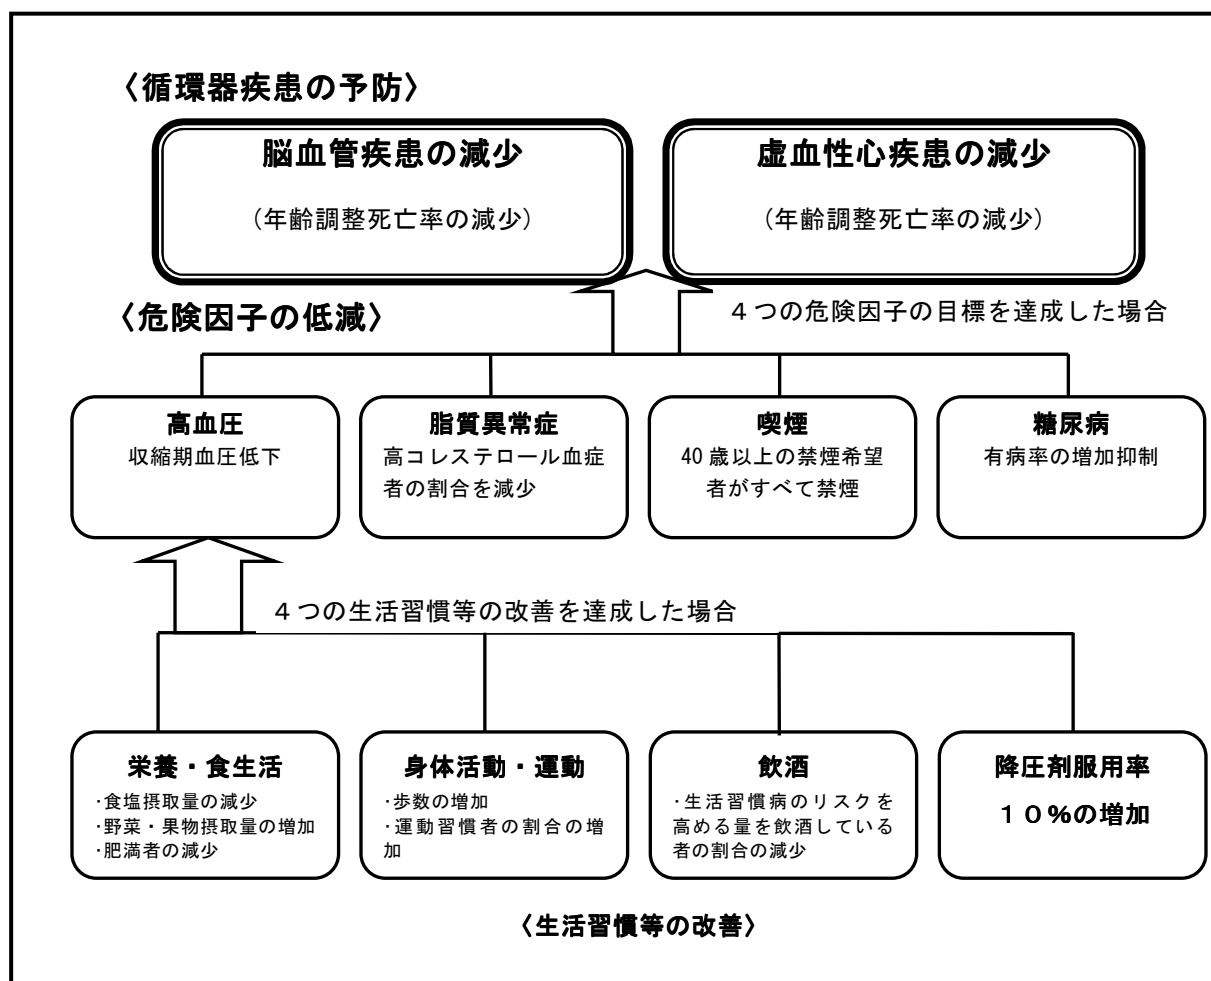 〈循環器疾患の予防〉
脳血管疾患の減少
（年齢調整死亡率の減少）
虚血性心疾患の減少
（年齢調整死亡率の減少）
〈危険因子の低減〉
４つの危険因子の目標を達成した場合
高血圧
収縮期血圧低下
脂質異常症
高コレステロール血症
者の割合を減少
喫煙
40 歳以上の禁煙希望
者がすべて禁煙
糖尿病
有病率の増加抑制
４つの生活習慣等の改善を達成した場合
栄養・食生活
・食塩摂取量の減少
・野菜・果物摂取量の増加
・肥満者の減少
身体活動・運動
・歩数の増加
・運動習慣者の割合の増
加
飲酒
・生活習慣病のリスクを
高める量を飲酒している
者の割合の減少
降圧剤服用率
１０%の増加
〈生活習慣等の改善〉